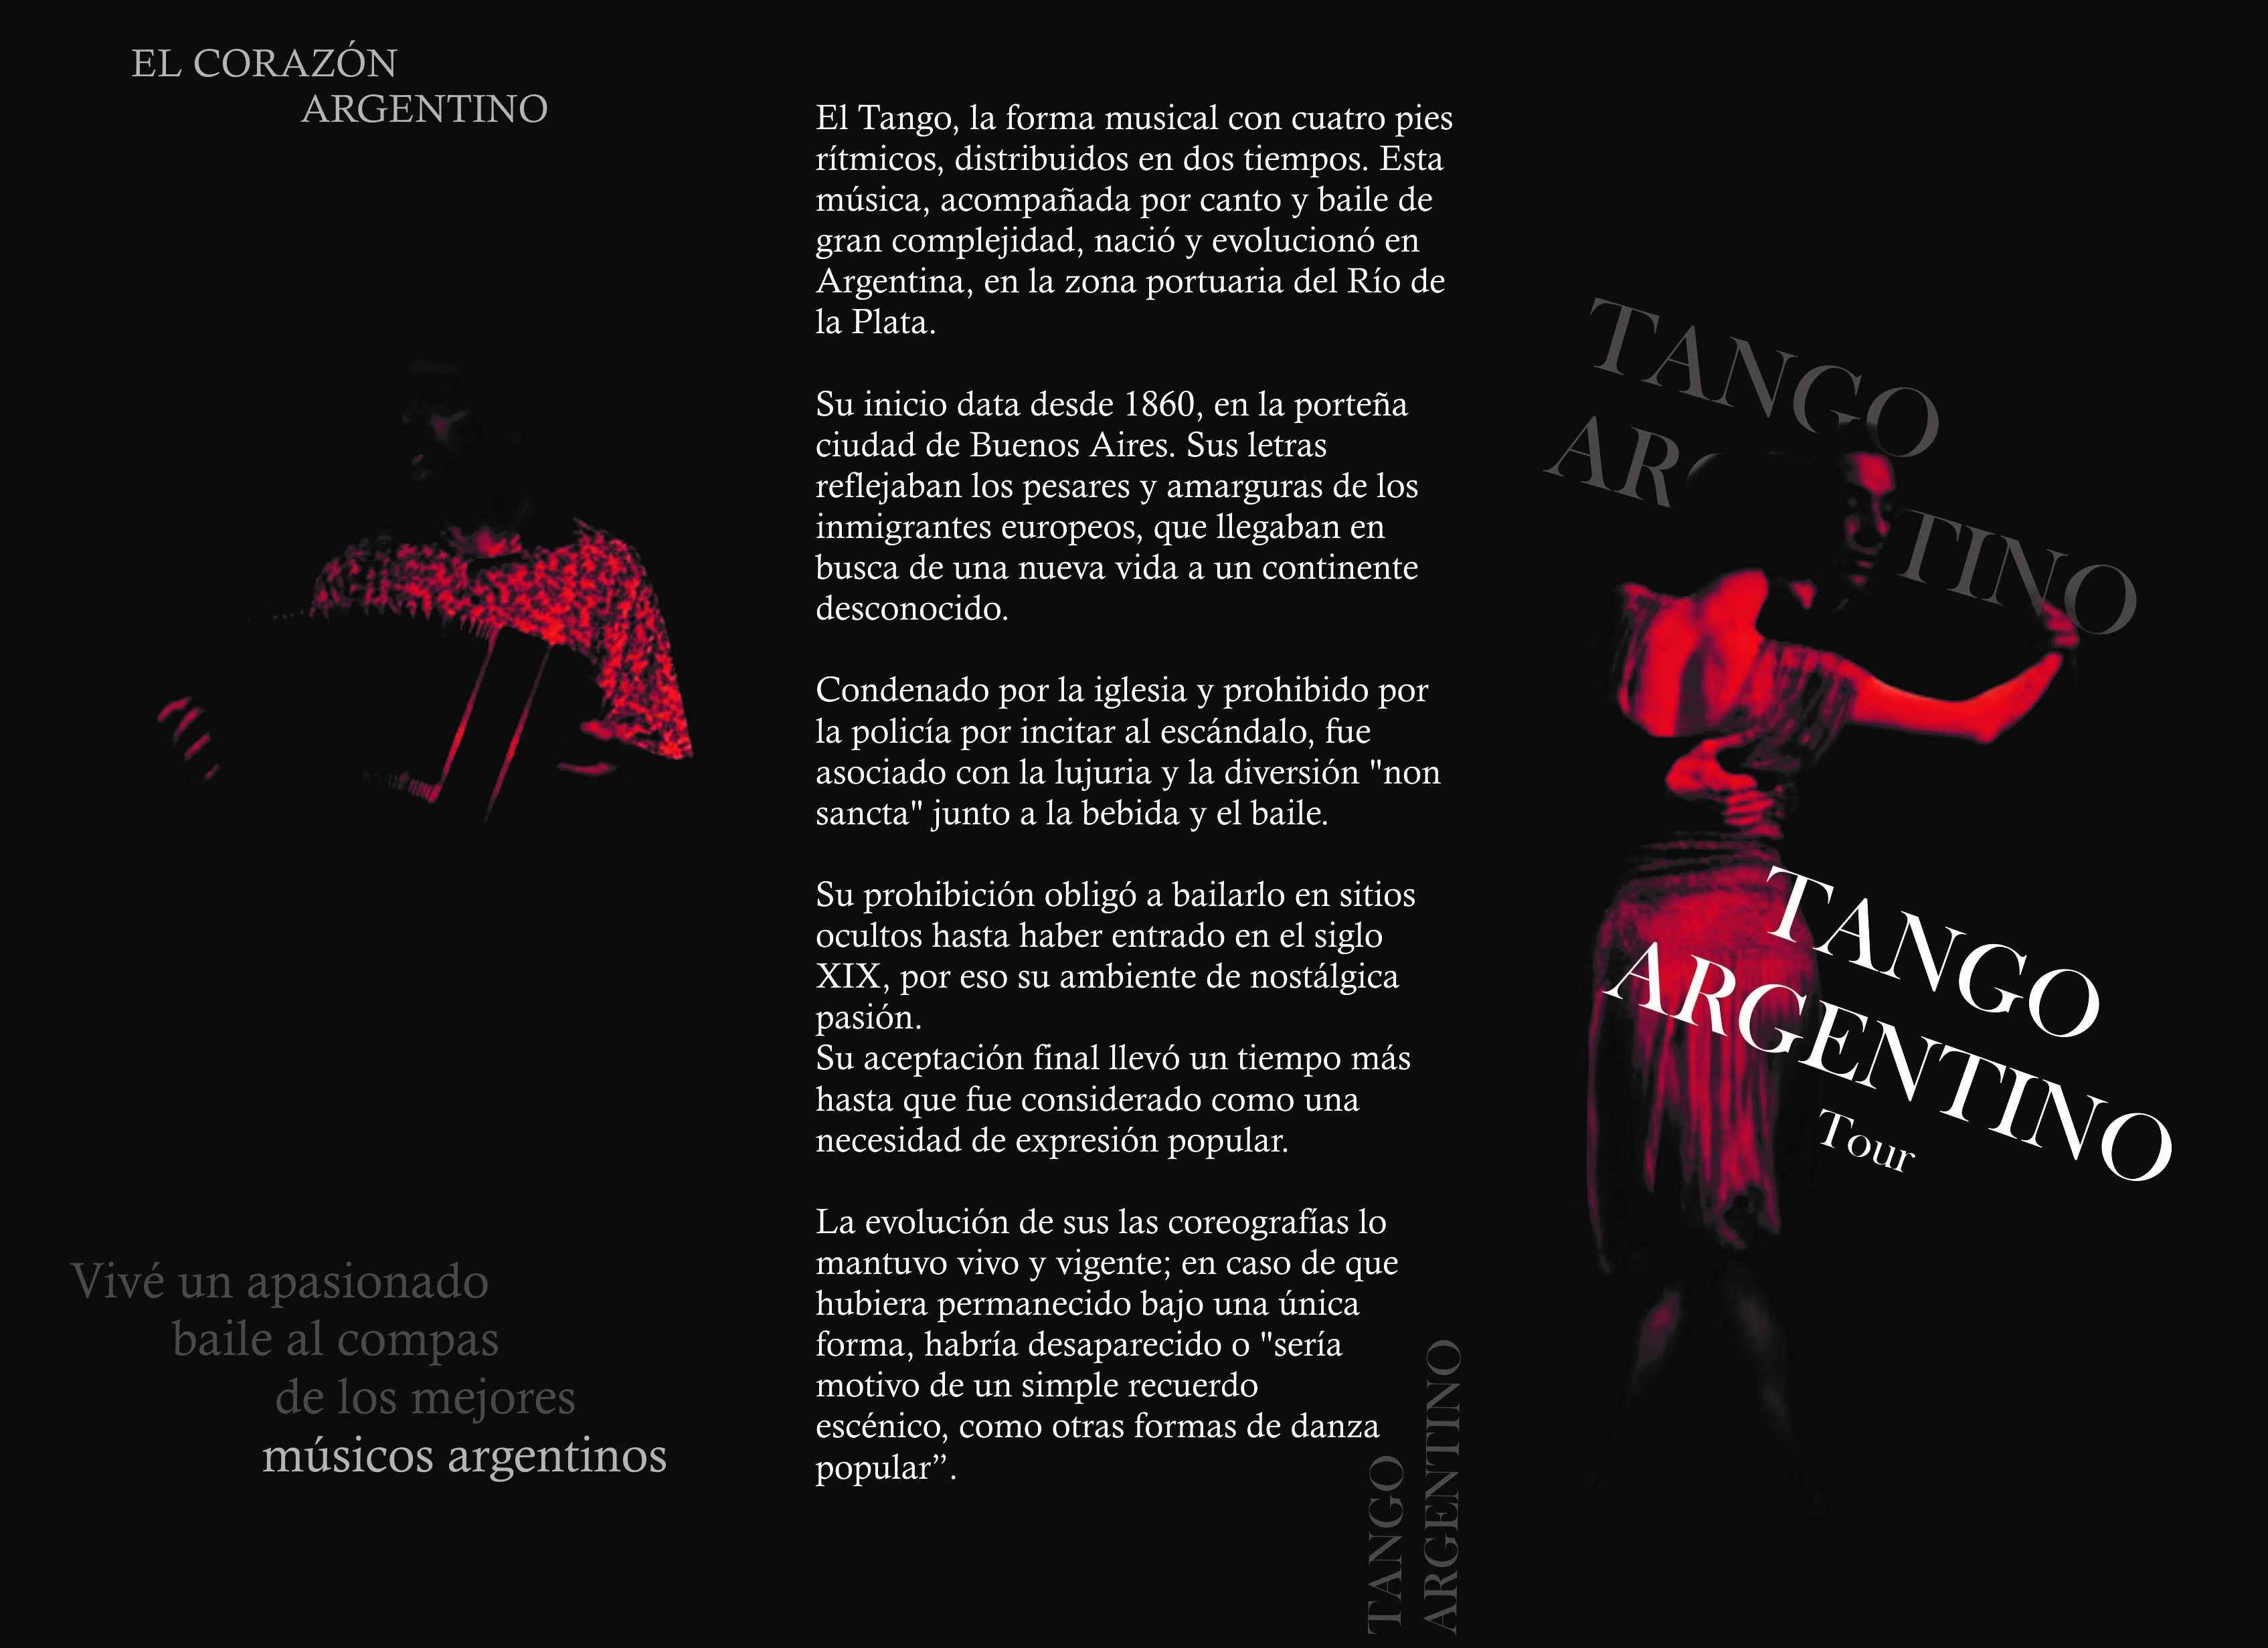 EL CORAZÓN
ARGENTINO
Vivé un apasionado
baile al compas
de los mejores
músicos argentinos
El Tango, la forma musical con cuatro pies
rítmicos, distribuidos en dos tiempos. Esta
música, acompañada por canto y baile de
gran complejidad, nació y evolucionó en
Argentina, en la zona portuaria del Río de
la Plata.
Su inicio data desde 1860, en la porteña
ciudad de Buenos Aires. Sus letras
reflejaban los pesares y amarguras de los
inmigrantes europeos, que llegaban en
busca de una nueva vida a un continente
desconocido.
Condenado por la iglesia y prohibido por
la policía por incitar al escándalo, fue
asociado con la lujuria y la diversión "non
sancta" junto a la bebida y el baile.
Su prohibición obligó a bailarlo en sitios
ocultos hasta haber entrado en el siglo
XIX, por eso su ambiente de nostálgica
pasión.
Su aceptación final llevó un tiempo más
hasta que fue considerado como una
necesidad de expresión popular.
La evolución de sus las coreografías lo
mantuvo vivo y vigente; en caso de que
hubiera permanecido bajo una única
forma, habría desaparecido o "sería
motivo de un simple recuerdo
escénico, como otras formas de danza
popular”.
TANGO
ARGENTINO
TANGO
AR TINO
TANGO
ARGENTINO
Tour